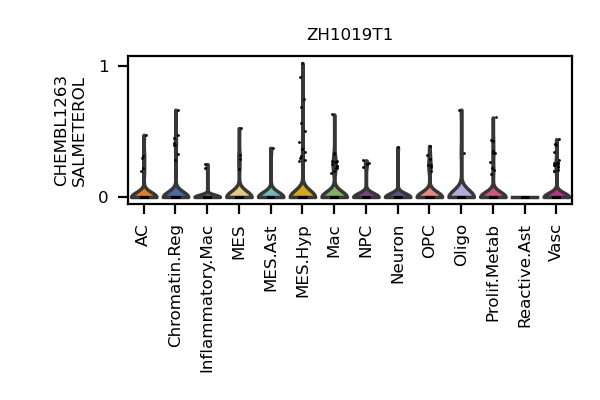 ZH1019T1
CHEMBL1263
SALMETEROL
1
0
AC
Chromatin.Reg
Inflammatory.Mac
MES
MES.Ast
MES.Hyp
Mac
NPC
Neuron
OPC
Oligo
Prolif.Metab
Reactive.Ast
Vasc